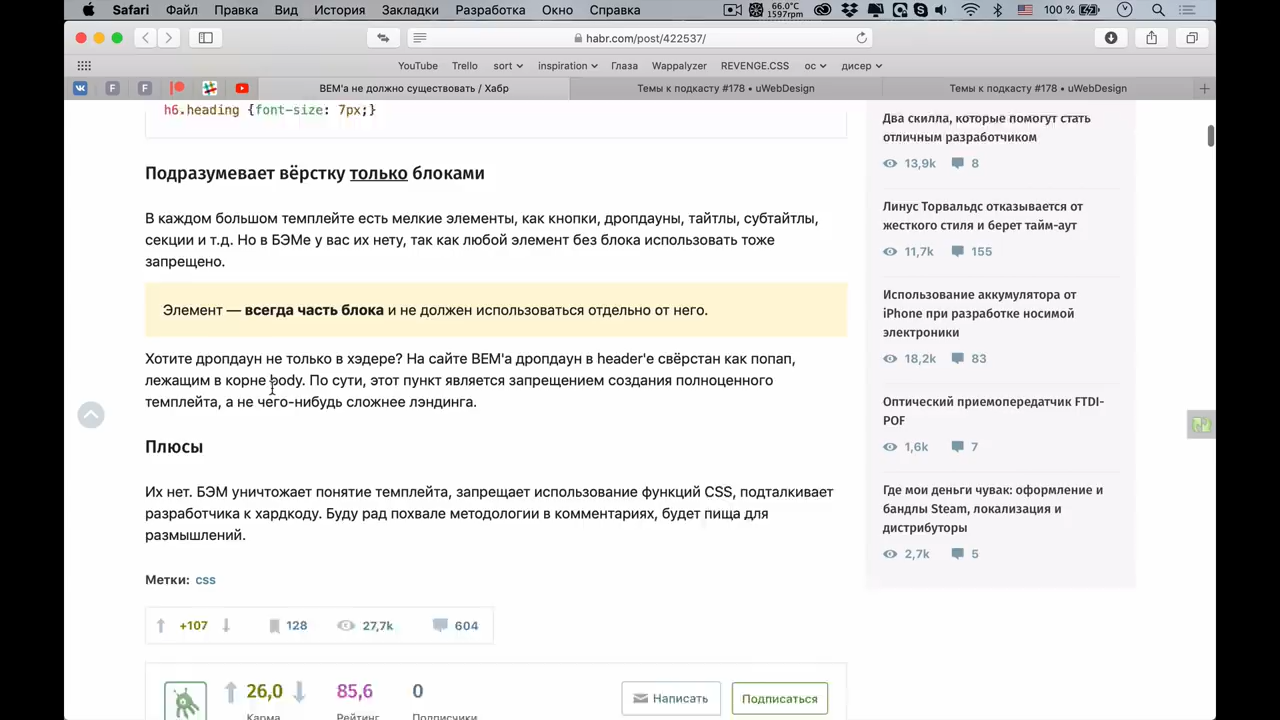 Safari Файл Правка Вид История Закладки Разработка Окно Справка 66.0°C 1597rpm 100 %
habr.com/post/422537/
YouTube Trello sort inspiration Глаза Wappalyzer REVENGE.CSS ос дисер
BEM'а не должно существовать / Хабр Темы к подкасту #178 • uWebDesign Темы к подкасту #178 • uWebDesign
h6.heading {font-size: 7px;}
Подразумевает вёрстку только блоками
В каждом большом темплейте есть мелкие элементы, как кнопки, дропдауны, тайтлы, субтайтлы,
секции и т.д. Но в БЭМе у вас их нету, так как любой элемент без блока использовать тоже
запрещено.
Элемент — всегда часть блока и не должен использоваться отдельно от него.
Хотите дропдаун не только в хэдере? На сайте BEM'а дропдаун в header'е свёрстан как попап,
лежащим в корне body. По сути, этот пункт является запрещением создания полноценного
темплейта, а не чего-нибудь сложнее лэндинга.
Плюсы
Их нет. БЭМ уничтожает понятие темплейта, запрещает использование функций CSS, подталкивает
разработчика к хардкоду. Буду рад похвале методологии в комментариях, будет пища для
размышлений.
Метки: css
+107 128 27,7k 604
26,0 85,6 0 Написать Подписаться
Карма Рейтинг Подписчики
Два скилла, которые помогут стать
отличным разработчиком
13,9k 8
Линус Торвальдс отказывается от
жесткого стиля и берет тайм-аут
11,7k 155
Использование аккумулятора от
iPhone при разработке носимой
электроники
18,2k 83
Оптический приемопередатчик FTDI-
POF
1,6k 7
Где мои деньги чувак: оформление и
бандлы Steam, локализация и
дистрибуторы
2,7k 5